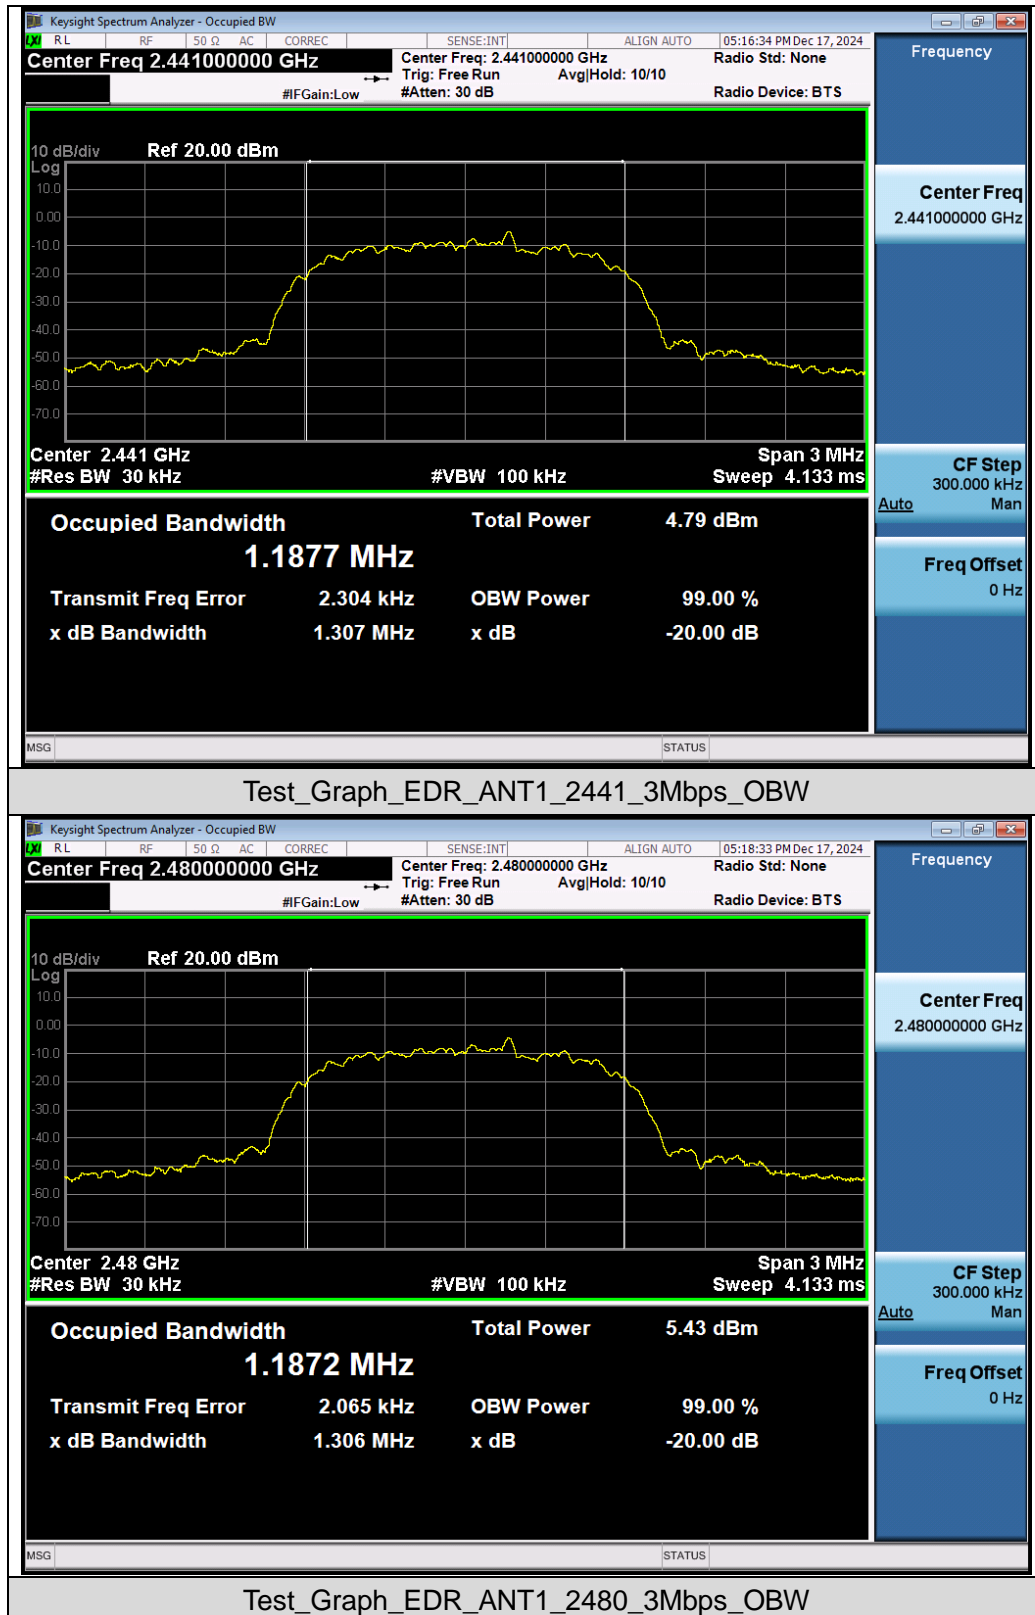 Keysight Spectrum Analyzer - Occupied BW
LXI RL RF 50 Ω AC CORREC SENSE:INT ALIGN AUTO 05:16:34 PM Dec 17, 2024
Center Freq 2.441000000 GHz
Center Freq: 2.441000000 GHz
Radio Std: None
Trig: Free Run Avg|Hold: 10/10
#IFGain:Low #Atten: 30 dB Radio Device: BTS
Frequency
10 dB/div Ref 20.00 dBm
Log
10.0
0.00
-10.0
-20.0
-30.0
-40.0
-50.0
-60.0
-70.0
Center 2.441 GHz Span 3 MHz
#Res BW 30 kHz #VBW 100 kHz Sweep 4.133 ms
Center Freq
2.441000000 GHz
CF Step
300.000 kHz
Auto Man
Freq Offset
0 Hz
Occupied Bandwidth Total Power 4.79 dBm
1.1877 MHz
Transmit Freq Error 2.304 kHz OBW Power 99.00 %
x dB Bandwidth 1.307 MHz x dB -20.00 dB
MSG STATUS
Test_Graph_EDR_ANT1_2441_3Mbps_OBW
Keysight Spectrum Analyzer - Occupied BW
LXI RL RF 50 Ω AC CORREC SENSE:INT ALIGN AUTO 05:18:33 PM Dec 17, 2024
Center Freq 2.480000000 GHz
Center Freq: 2.480000000 GHz
Radio Std: None
Trig: Free Run Avg|Hold: 10/10
#IFGain:Low #Atten: 30 dB Radio Device: BTS
Frequency
10 dB/div Ref 20.00 dBm
Log
10.0
0.00
-10.0
-20.0
-30.0
-40.0
-50.0
-60.0
-70.0
Center 2.48 GHz Span 3 MHz
#Res BW 30 kHz #VBW 100 kHz Sweep 4.133 ms
Center Freq
2.480000000 GHz
CF Step
300.000 kHz
Auto Man
Freq Offset
0 Hz
Occupied Bandwidth Total Power 5.43 dBm
1.1872 MHz
Transmit Freq Error 2.065 kHz OBW Power 99.00 %
x dB Bandwidth 1.306 MHz x dB -20.00 dB
MSG STATUS
Test_Graph_EDR_ANT1_2480_3Mbps_OBW